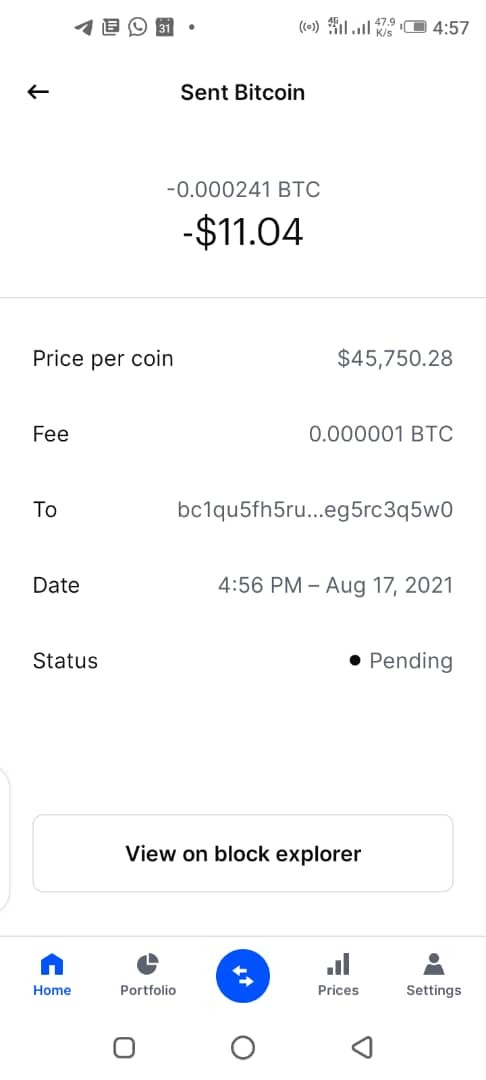 31 47.9 K/s 4:57
Sent Bitcoin
-0.000241 BTC
-$11.04
Price per coin $45,750.28
Fee 0.000001 BTC
To bc1qu5fh5ru...eg5rc3q5w0
Date 4:56 PM – Aug 17, 2021
Status Pending
View on block explorer
Home Portfolio Prices Settings